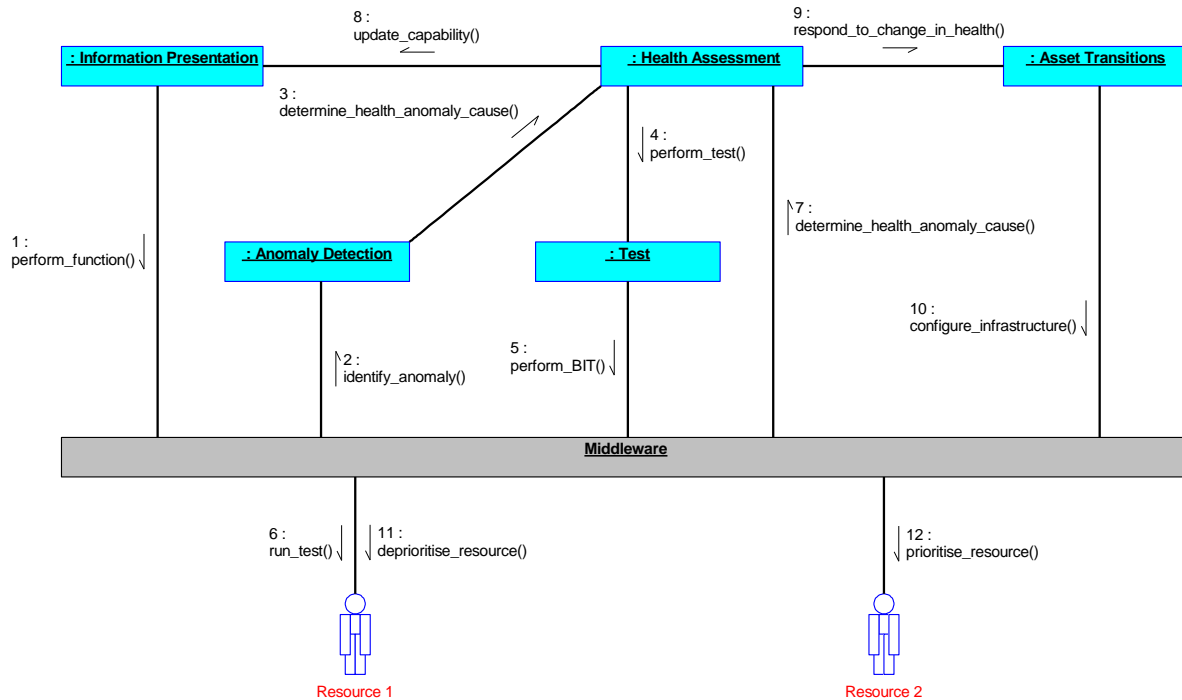 8 :
update_capability()
9 :
respond_to_change_in_health()
: Information Presentation
: Health Assessment
: Asset Transitions
3 :
determine_health_anomaly_cause()
4 :
perform_test()
7 :
determine_health_anomaly_cause()
1 :
perform_function()
: Anomaly Detection
: Test
10 :
configure_infrastructure()
2 :
identify_anomaly()
5 :
perform_BIT()
Middleware
6 :
run_test()
11 :
deprioritise_resource()
12 :
prioritise_resource()
Resource 1
Resource 2